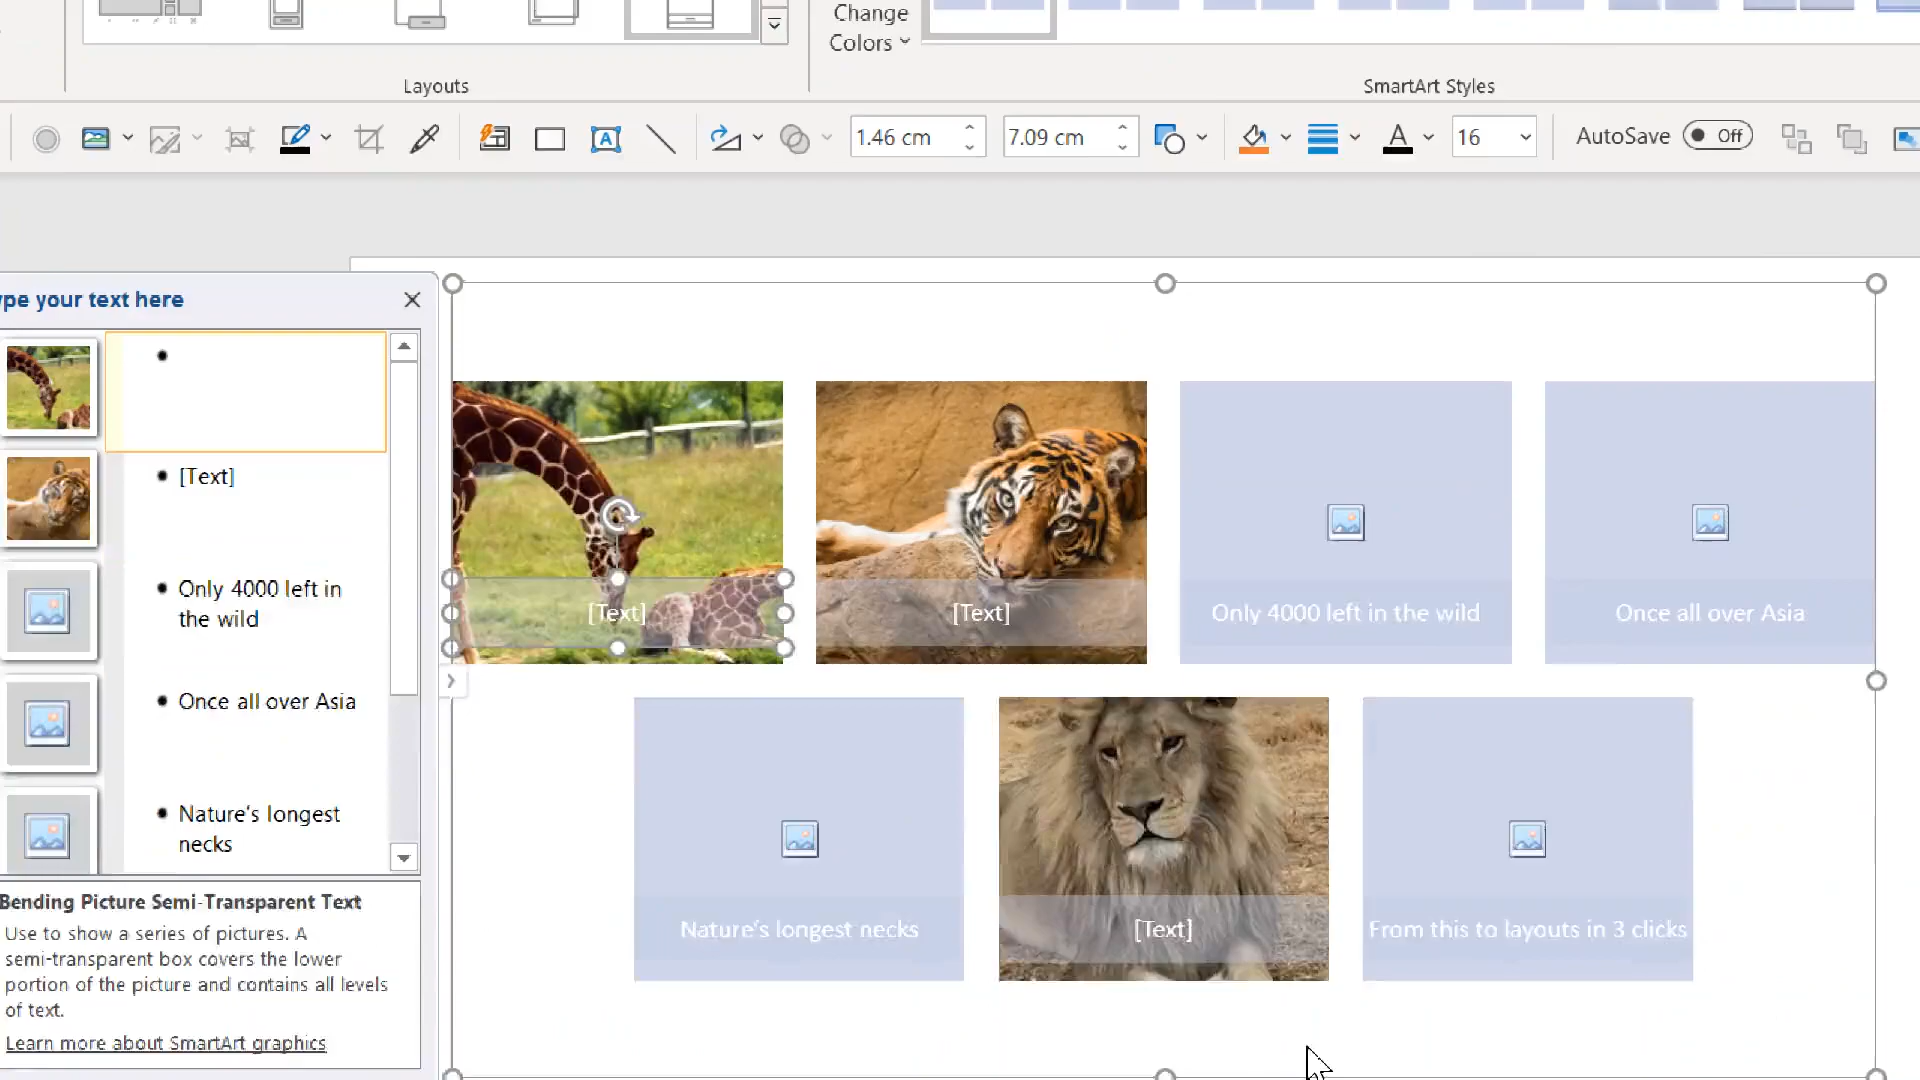 Change
Colors
Layouts
SmartArt Styles
1.46 cm
7.09 cm
A
A
16
AutoSave
Off
ype your text here
[Text]
Only 4000 left in
the wild
Once all over Asia
Nature's longest
necks
Bending Picture Semi-Transparent Text
Use to show a series of pictures. A
semi-transparent box covers the lower
portion of the picture and contains all levels
of text.
Learn more about SmartArt graphics
[Text]
[Text]
Only 4000 left in the wild
Once all over Asia
Nature's longest necks
[Text]
From this to layouts in 3 clicks